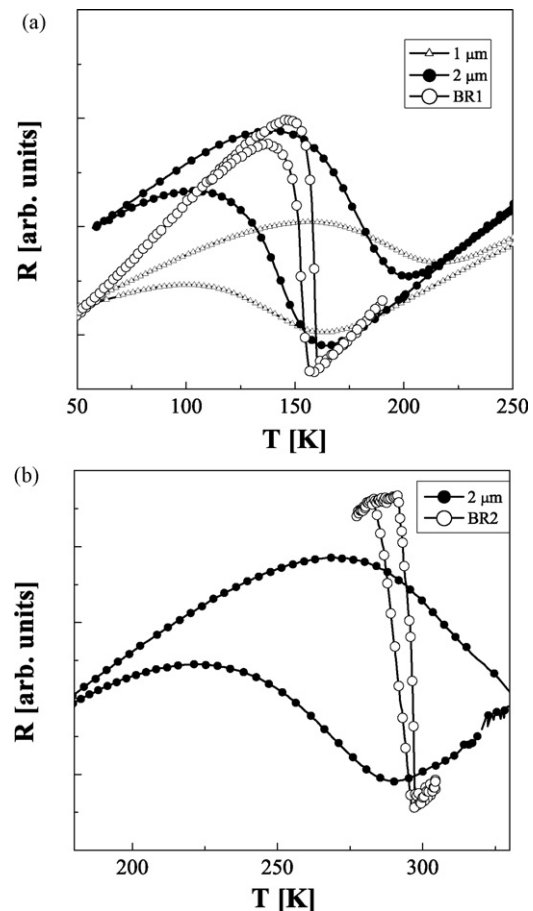 (a)
1 μm
2 μm
BR1
R [arb. units]
50 100 150 200 250
T [K]
(b)
2 μm
BR2
R [arb. units]
200 250 300
T [K]